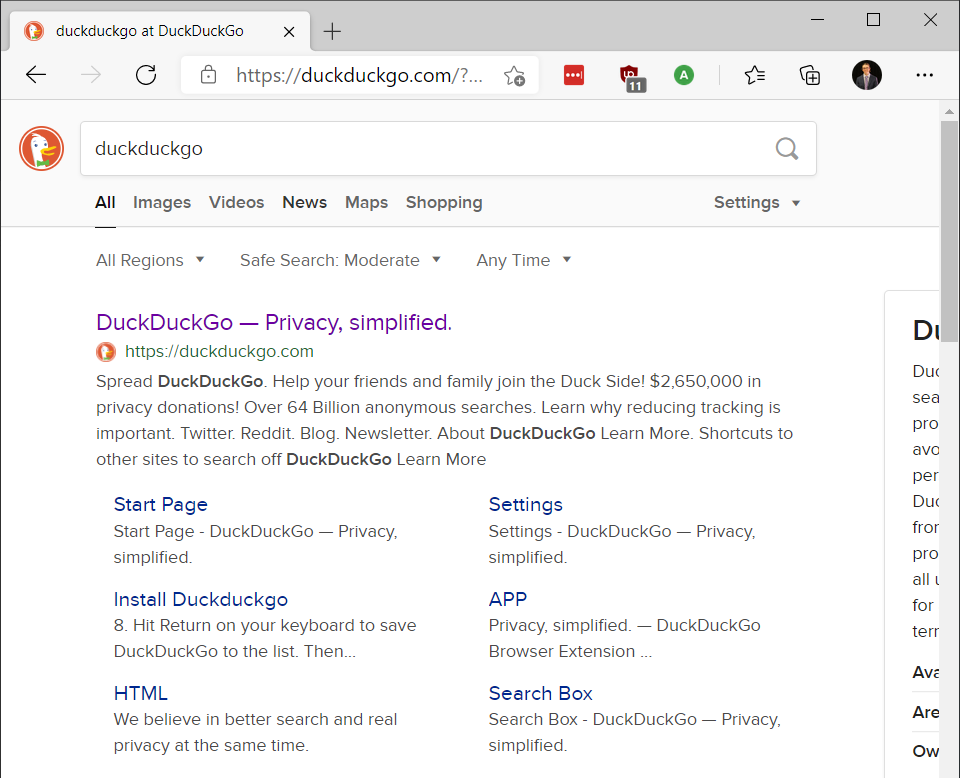 duckduckgo at DuckDuckGo
https://duckduckgo.com/?...
11
A
duckduckgo
All Images Videos News Maps Shopping Settings
All Regions Safe Search: Moderate Any Time
DuckDuckGo — Privacy, simplified.
https://duckduckgo.com
Spread DuckDuckGo. Help your friends and family join the Duck Side! $2,650,000 in
privacy donations! Over 64 Billion anonymous searches. Learn why reducing tracking is
important. Twitter. Reddit. Blog. Newsletter. About DuckDuckGo Learn More. Shortcuts to
other sites to search off DuckDuckGo Learn More
Start Page
Start Page - DuckDuckGo — Privacy,
simplified.
Settings
Settings - DuckDuckGo — Privacy,
simplified.
Install Duckduckgo
8. Hit Return on your keyboard to save
DuckDuckGo to the list. Then...
APP
Privacy, simplified. — DuckDuckGo
Browser Extension ...
HTML
We believe in better search and real
privacy at the same time.
Search Box
Search Box - DuckDuckGo — Privacy,
simplified.
Duc
sea
pro
avo
per
Duc
fro
pro
all
for
terr
Ava
Are
Ow